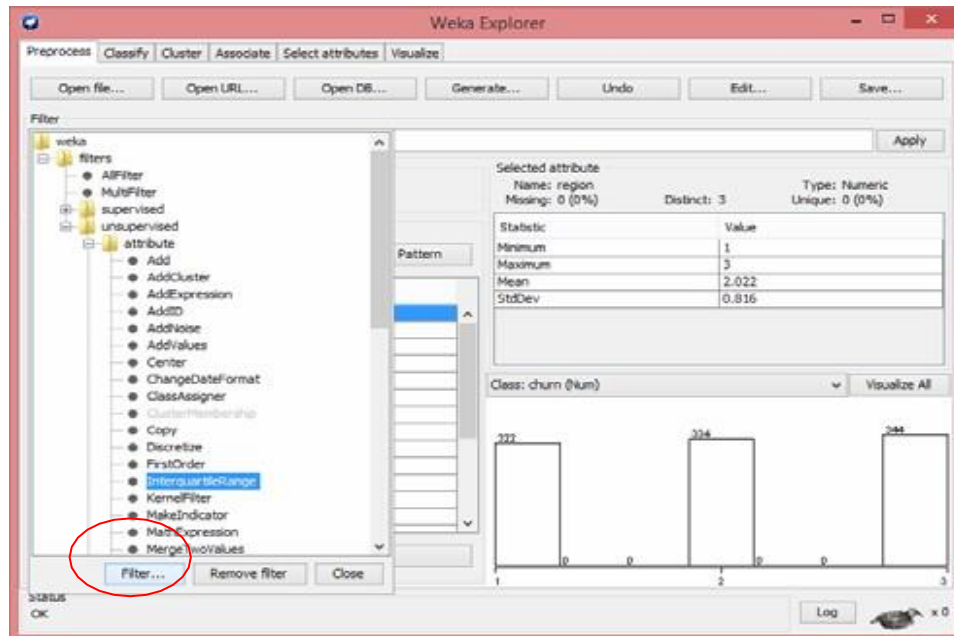 Weka Explorer
Preprocess Classify Cluster Associate Select attributes Visualize
Open file... Open URL... Open DB... Generate... Undo Edit... Save...
Filter
Apply
weka
filters
AllFilter
MultiFilter
supervised
unsupervised
attribute
Add
AddCluster
AddExpression
AddID
AddNoise
AddValues
Center
ChangeDateFormat
ClassAssigner
ClusterMembership
Copy
Discretize
FirstOrder
InterquartileRange
KernelFilter
MakeIndicator
MathExpression
MergeTwoValues
Filter... Remove filter Close
Pattern
Selected attribute
Name: region Type: Numeric
Missing: 0 (0%) Distinct: 3 Unique: 0 (0%)
Statistic Value
Minimum 1
Maximum 3
Mean 2.022
StdDev 0.816
Class: churn (Num) Visualize All
322 334 344
0 0 0 0
1 2 3
Status
OK Log x 0